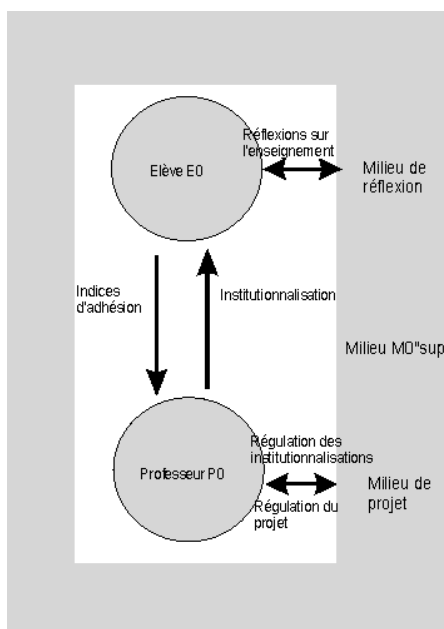 Réflexions sur
l'enseignement
Elève E0
Milieu de
réflexion
Indices
d'adhésion
Institutionnalisation
Milieu M0"sup
Régulation des
institutionnalisations
Professeur P0
Régulation du
projet
Milieu de
projet